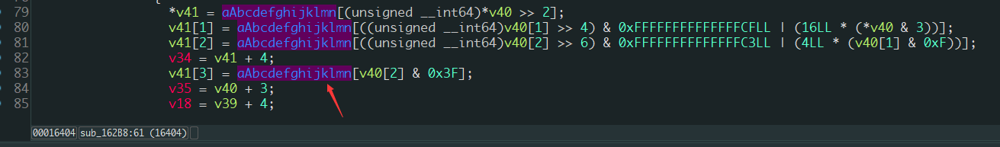 79 *v41 = aAbcdefghijklmn[(unsigned __int64)*v40 >> 2];
80 v41[1] = aAbcdefghijklmn[((unsigned __int64)v40[1] >> 4) & 0xFFFFFFFFFFFFFFCFLL | (16LL * (*v40 & 3))];
81 v41[2] = aAbcdefghijklmn[((unsigned __int64)v40[2] >> 6) & 0xFFFFFFFFFFFFFFC3LL | (4LL * (v40[1] & 0xF))];
82 v34 = v41 + 4;
83 v41[3] = aAbcdefghijklmn[v40[2] & 0x3F];
84 v35 = v40 + 3;
85 v18 = v39 + 4;
00016404 sub_162B8:61 (16404)